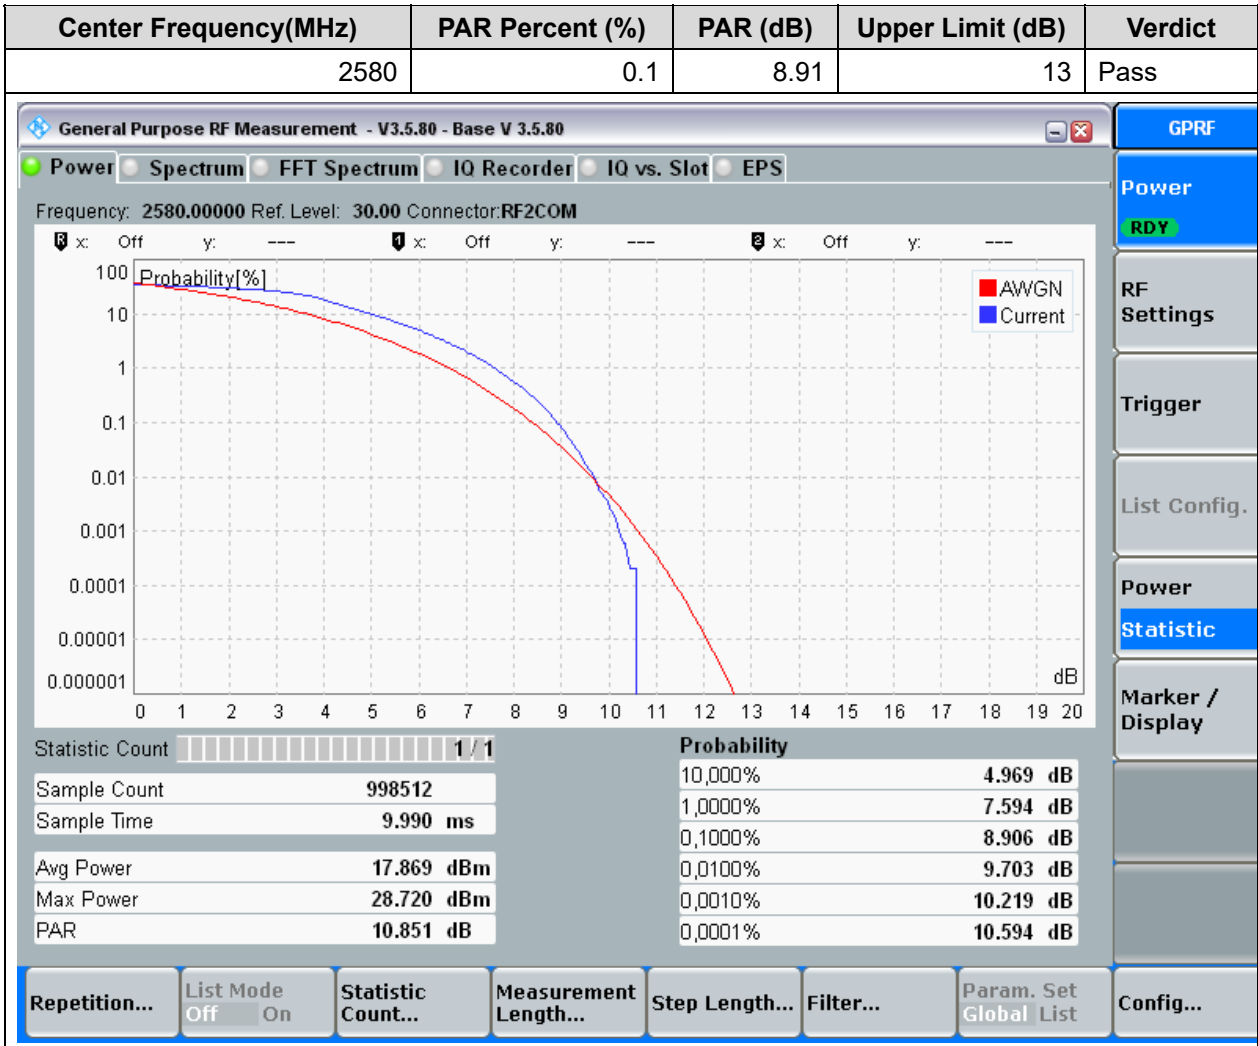 Center Frequency(MHz) PAR Percent (%) PAR (dB) Upper Limit (dB) Verdict
2580 0.1 8.91 13 Pass
General Purpose RF Measurement - V3.5.80 - Base V 3.5.80
GPRF
Power Spectrum FFT Spectrum IQ Recorder IQ vs. Slot EPS
Power
RDY
Frequency: 2580.00000 Ref. Level: 30.00 Connector:RF2COM
R x: Off y: --- 1 x: Off y: --- 2 x: Off y: ---
100 Probability[%]
AWGN
Current
10
1
0.1
0.01
0.001
0.0001
0.00001
0.000001
dB
0 1 2 3 4 5 6 7 8 9 10 11 12 13 14 15 16 17 18 19 20
RF
Settings
Trigger
List Config.
Power
Statistic
Marker /
Display
Statistic Count 1 / 1
Sample Count 998512
Sample Time 9.990 ms
Avg Power 17.869 dBm
Max Power 28.720 dBm
PAR 10.851 dB
Probability
10,000% 4.969 dB
1,0000% 7.594 dB
0,1000% 8.906 dB
0,0100% 9.703 dB
0,0010% 10.219 dB
0,0001% 10.594 dB
Repetition...
List Mode
Off On
Statistic
Count...
Measurement
Length...
Step Length...
Filter...
Param. Set
Global List
Config...